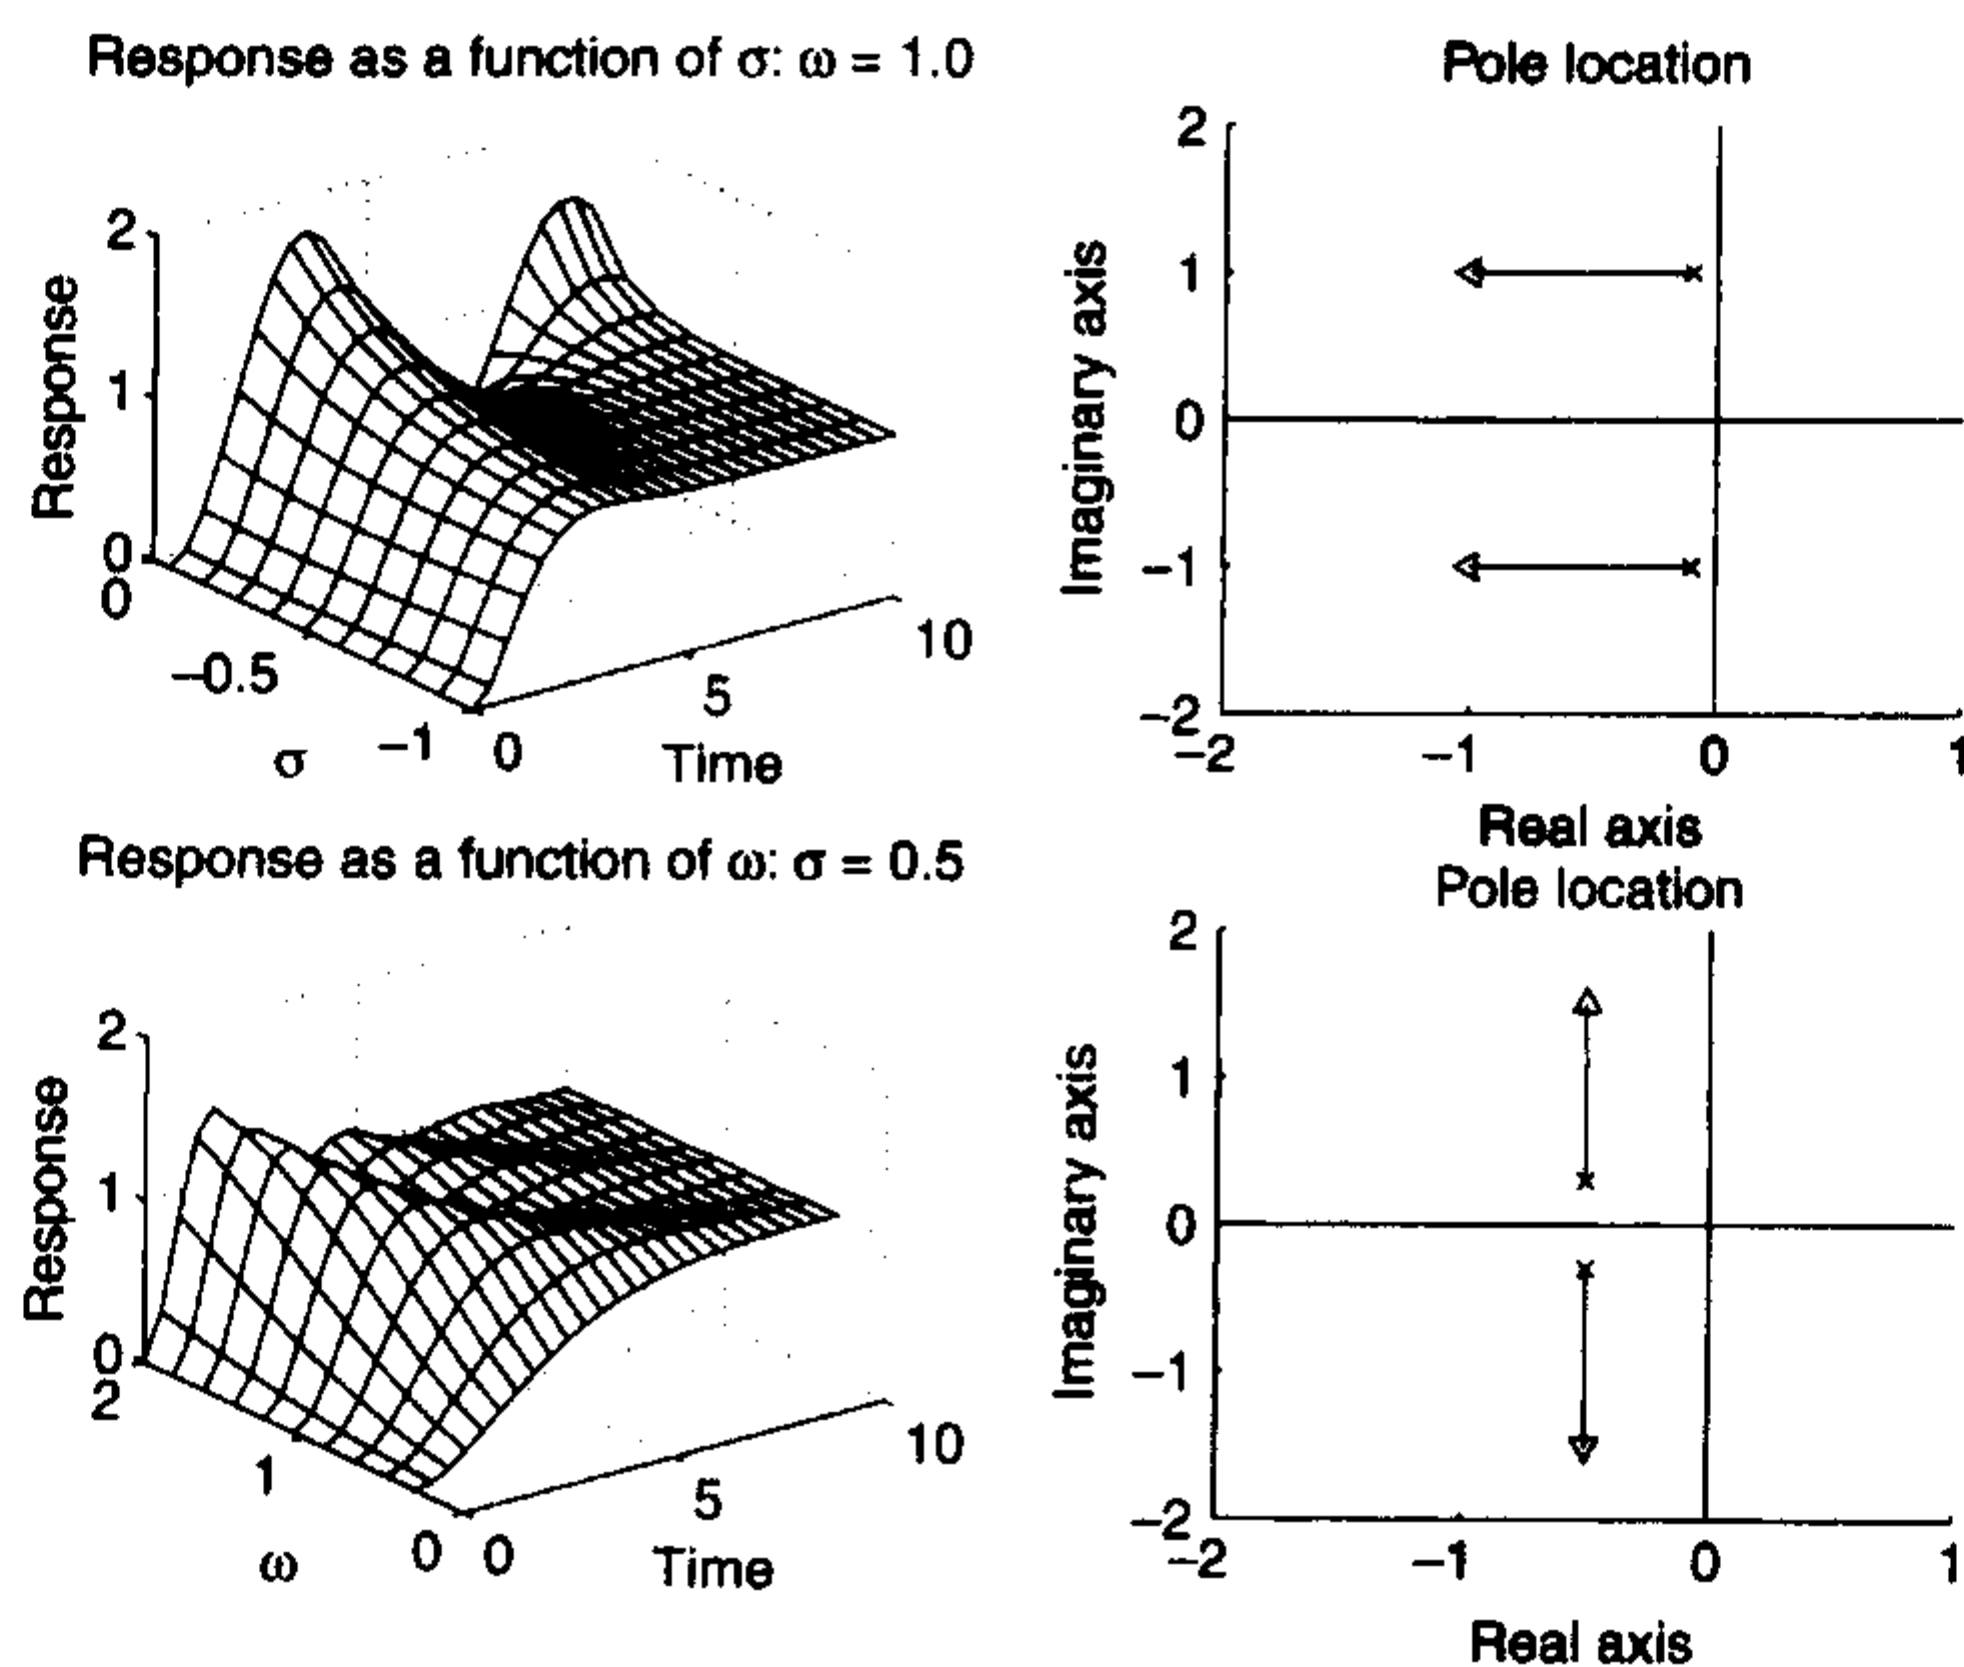 Response as a function of σ: ω = 1.0
Response
2
1
0
0
−0.5
−1
σ
0
5
10
Time
Pole location
Imaginary axis
2
1
0
−1
−2
−2
−1
0
1
Real axis
Response as a function of ω: σ = 0.5
Response
2
1
0
2
1
0
ω
0
5
10
Time
Pole location
Imaginary axis
2
1
0
−1
−2
−2
−1
0
1
Real axis